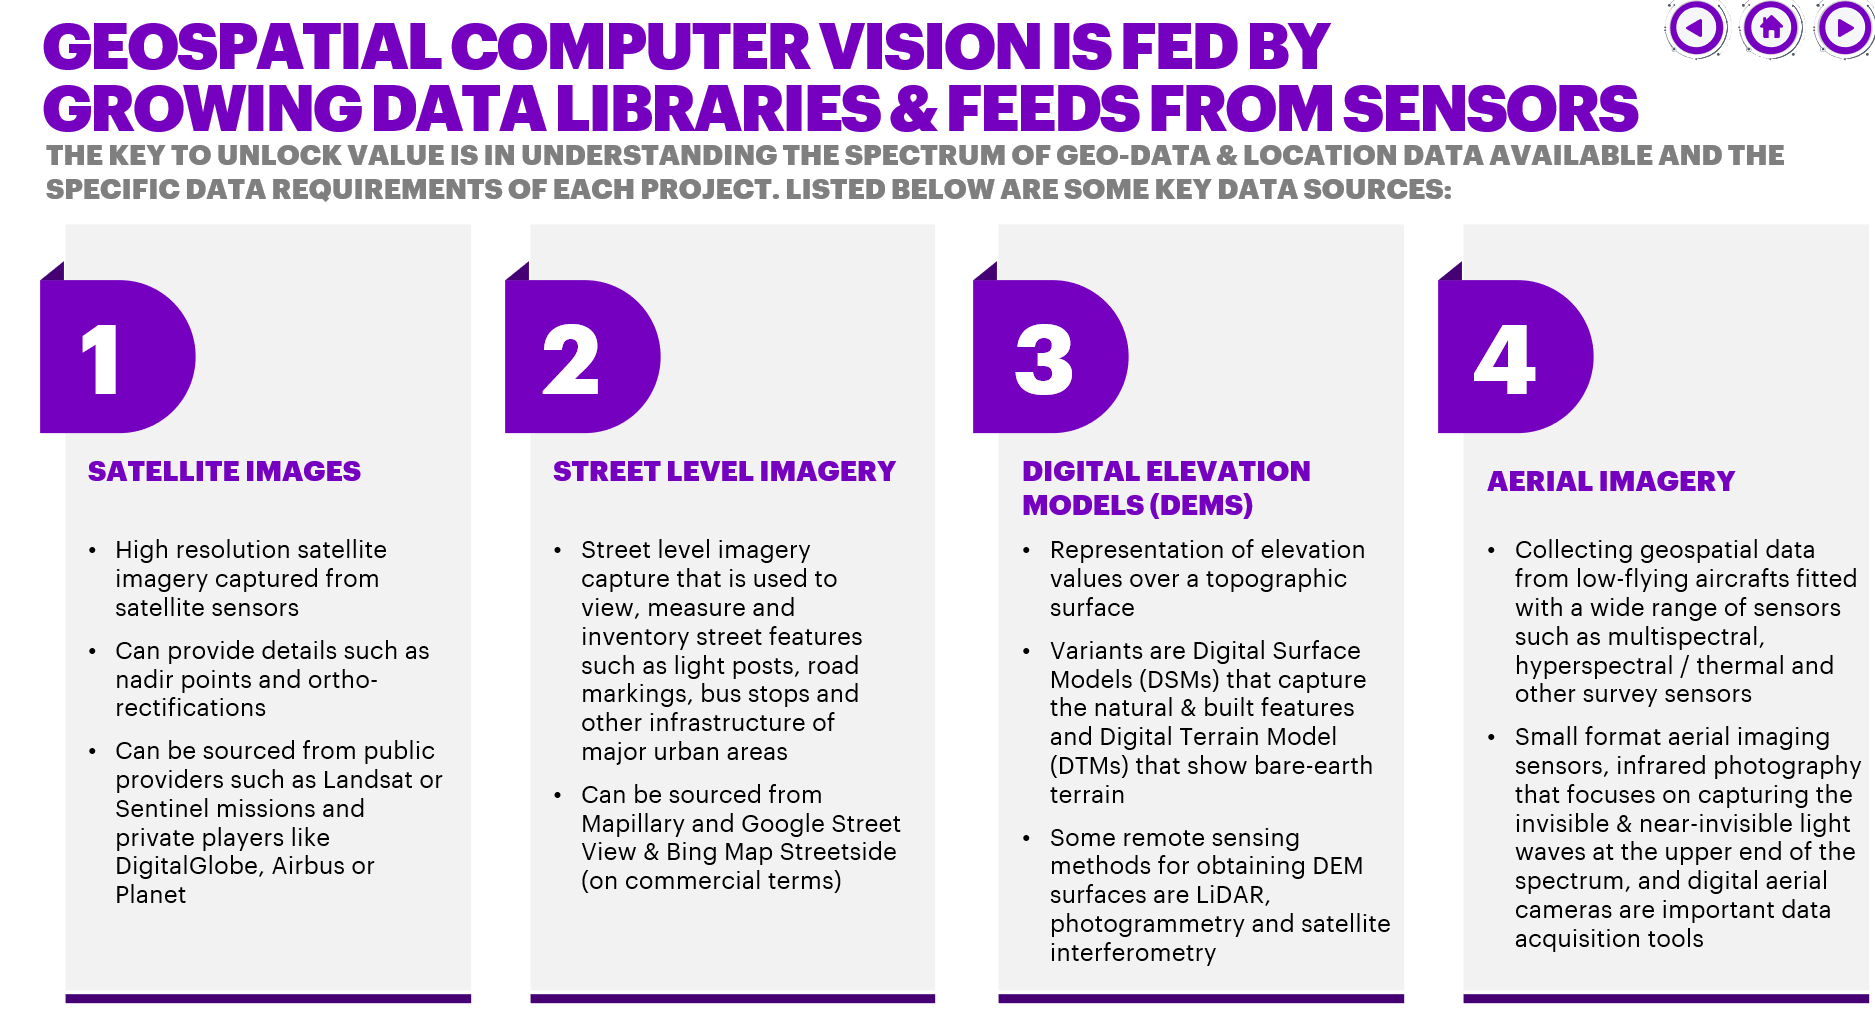 GEOSPATIAL COMPUTER VISION IS FED BY
GROWING DATA LIBRARIES & FEEDS FROM SENSORS
THE KEY TO UNLOCK VALUE IS IN UNDERSTANDING THE SPECTRUM OF GEO-DATA & LOCATION DATA AVAILABLE AND THE
SPECIFIC DATA REQUIREMENTS OF EACH PROJECT. LISTED BELOW ARE SOME KEY DATA SOURCES:
1
SATELLITE IMAGES
• High resolution satellite
imagery captured from
satellite sensors
• Can provide details such as
nadir points and ortho-
rectifications
• Can be sourced from public
providers such as Landsat or
Sentinel missions and
private players like
DigitalGlobe, Airbus or
Planet
2
STREET LEVEL IMAGERY
• Street level imagery
capture that is used to
view, measure and
inventory street features
such as light posts, road
markings, bus stops and
other infrastructure of
major urban areas
• Can be sourced from
Mapillary and Google Street
View & Bing Map Streetside
(on commercial terms)
3
DIGITAL ELEVATION
MODELS (DEMS)
• Representation of elevation
values over a topographic
surface
• Variants are Digital Surface
Models (DSMs) that capture
the natural & built features
and Digital Terrain Model
(DTMs) that show bare-earth
terrain
• Some remote sensing
methods for obtaining DEM
surfaces are LiDAR,
photogrammetry and satellite
interferometry
4
AERIAL IMAGERY
• Collecting geospatial data
from low-flying aircrafts fitted
with a wide range of sensors
such as multispectral,
hyperspectral / thermal and
other survey sensors
• Small format aerial imaging
sensors, infrared photography
that focuses on capturing the
invisible & near-invisible light
waves at the upper end of the
spectrum, and digital aerial
cameras are important data
acquisition tools